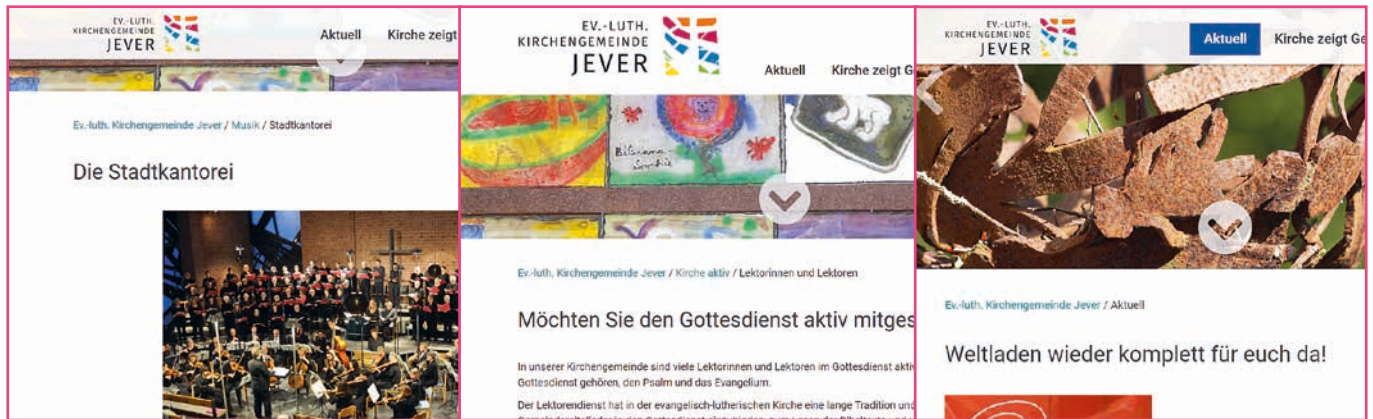 EV.-LUTH.
KIRCHENGEMEINDE
JEVER
Aktuell Kirche zeigt
Ev.-luth. Kirchengemeinde Jever / Musik / Stadtkantorei
Die Stadtkantorei
EV.-LUTH.
KIRCHENGEMEINDE
JEVER
Aktuell Kirche zeigt G
Sophie
Ev.-luth. Kirchengemeinde Jever / Kirche aktiv / Lektorinnen und Lektoren
Möchten Sie den Gottesdienst aktiv mitges
In unserer Kirchengemeinde sind viele Lektorinnen und Lektoren im Gottesdienst aktiv
Gottesdienst gehören, den Psalm und das Evangelium.
Der Lektorendienst hat in der evangelisch-lutherischen Kirche eine lange Tradition und
EV.-LUTH.
KIRCHENGEMEINDE
JEVER
Aktuell Kirche zeigt Ge
Ev.-luth. Kirchengemeinde Jever / Aktuell
Weltladen wieder komplett für euch da!